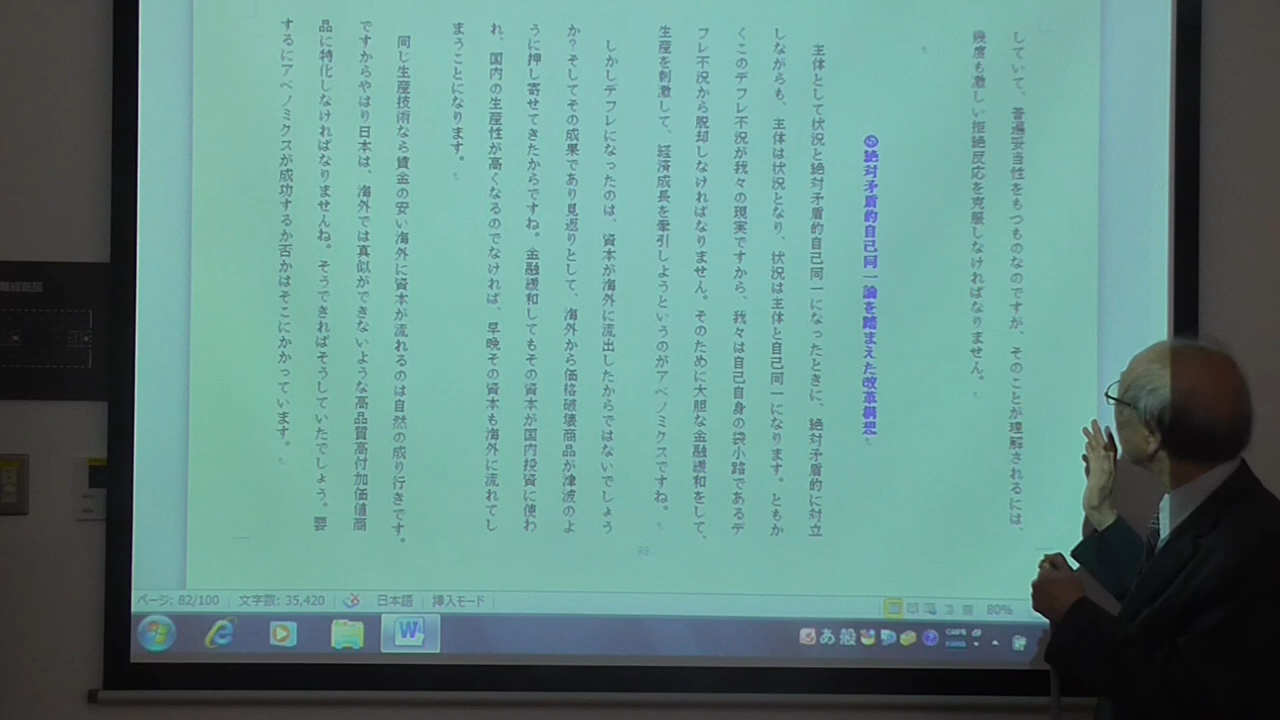 していて、普遍妥当性をもつものなのですが、そのことが理解されるには、
幾度も激しい拒絶反応を克服しなければなりません。
⑤絶対矛盾的自己同一論を踏まえた改革構想
主体として状況と絶対矛盾的自己同一になったときに、絶対矛盾的に対立
しながらも、主体は状況となり、状況は主体と自己同一になります。ともか
くこのデフレ不況が我々の現実ですから、我々は自己自身の袋小路であるデ
フレ不況から脱却しなければなりません。そのために大胆な金融緩和をして、
生産を刺激して、経済成長を牽引しようというのがアベノミクスですね。
しかしデフレになったのは、資本が海外に流出したからではないでしょう
か？そしてその成果であり見返りとして、海外から価格破壊商品が津波のよ
うに押し寄せてきたからですね。金融緩和してもその資本が国内投資に使わ
れ、国内の生産性が高くなるのでなければ、早晩その資本も海外に流れてし
まうことになります。
同じ生産技術なら賃金の安い海外に資本が流れるのは自然の成り行きです。
ですからやはり日本は、海外では真似ができないような高品質高付加価値商
品に特化しなければなりませんね。そうできればそうしていたでしょう。要
するにアベノミクスが成功するか否かはそこにかかっています。
ページ: 82/100 文字数: 35,420 日本語 挿入モード 80%
あ 般